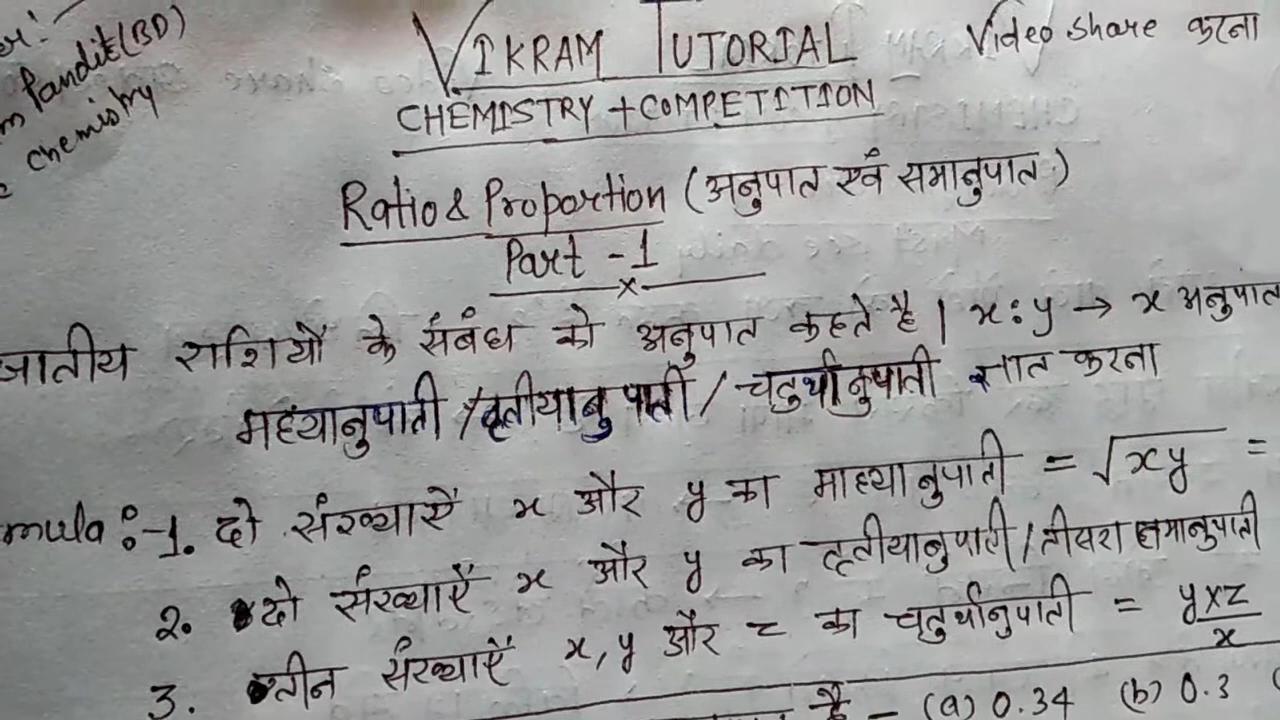 Pandit(BD)
chemistry
VIKRAM TUTORIAL
Video share करना
CHEMISTRY + COMPETITION
Ratio & Proportion (अनुपात एवं समानुपात)
Part - 1
x
जातीय राशियों के संबंध को अनुपात कहते है | x : y → x अनुपात
मध्यानुपाती / तृतीयानुपाती / चतुर्थानुपाती ज्ञात करना
mula :- 1. दो संख्याएँ x और y का माध्यानुपाती = √xy =
2. दो संख्याएँ x और y का तृतीयानुपाती / तीसरा समानुपाती
3. तीन संख्याएँ x, y और z का चतुर्थानुपाती = y×z/x
है - (a) 0.34 (b) 0.3